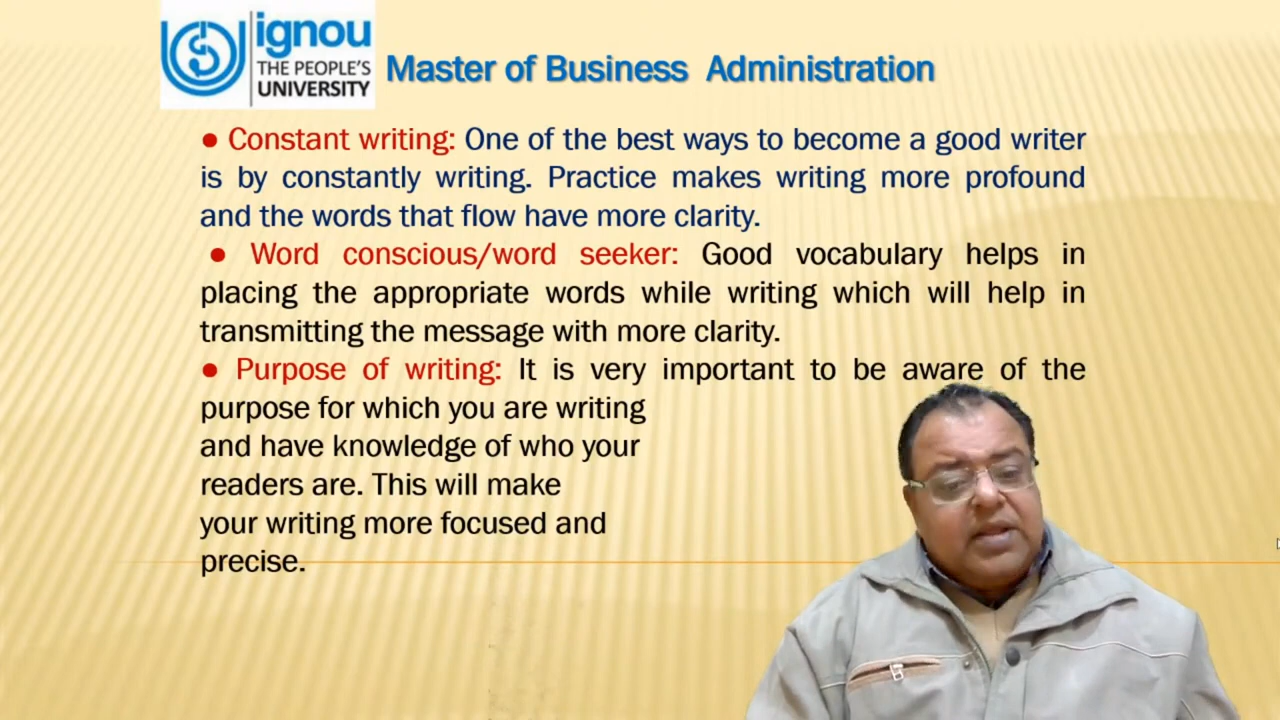 ignou
THE PEOPLE'S
UNIVERSITY
Master of Business Administration
● Constant writing: One of the best ways to become a good writer
is by constantly writing. Practice makes writing more profound
and the words that flow have more clarity.
● Word conscious/word seeker: Good vocabulary helps in
placing the appropriate words while writing which will help in
transmitting the message with more clarity.
● Purpose of writing: It is very important to be aware of the
purpose for which you are writing
and have knowledge of who your
readers are. This will make
your writing more focused and
precise.